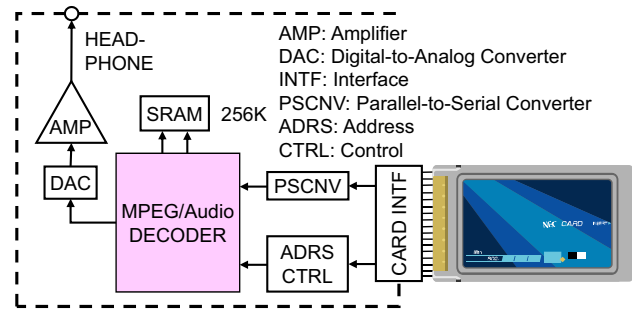 HEAD-
PHONE
AMP: Amplifier
DAC: Digital-to-Analog Converter
INTF: Interface
PSCNV: Parallel-to-Serial Converter
ADRS: Address
CTRL: Control
AMP
SRAM
256K
DAC
MPEG/Audio
DECODER
PSCNV
ADRS
CTRL
CARD INTF
NEC CARD